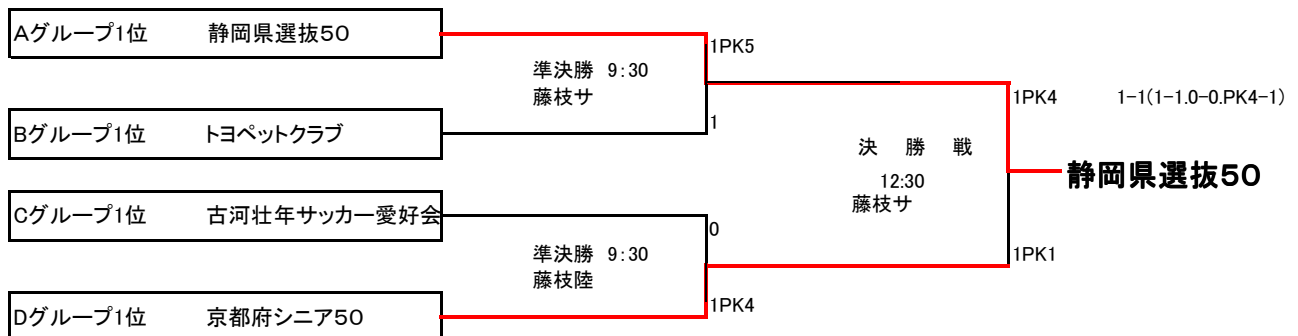 Aグループ1位 静岡県選抜50
1PK5
準決勝 9:30
藤枝サ
1PK4 1-1(1-1.0-0.PK4-1)
Bグループ1位 トヨペットクラブ
1
決 勝 戦
12:30
藤枝サ
静岡県選抜50
Cグループ1位 古河壮年サッカー愛好会
0
準決勝 9:30
藤枝陸
1PK1
1PK4
Dグループ1位 京都府シニア50